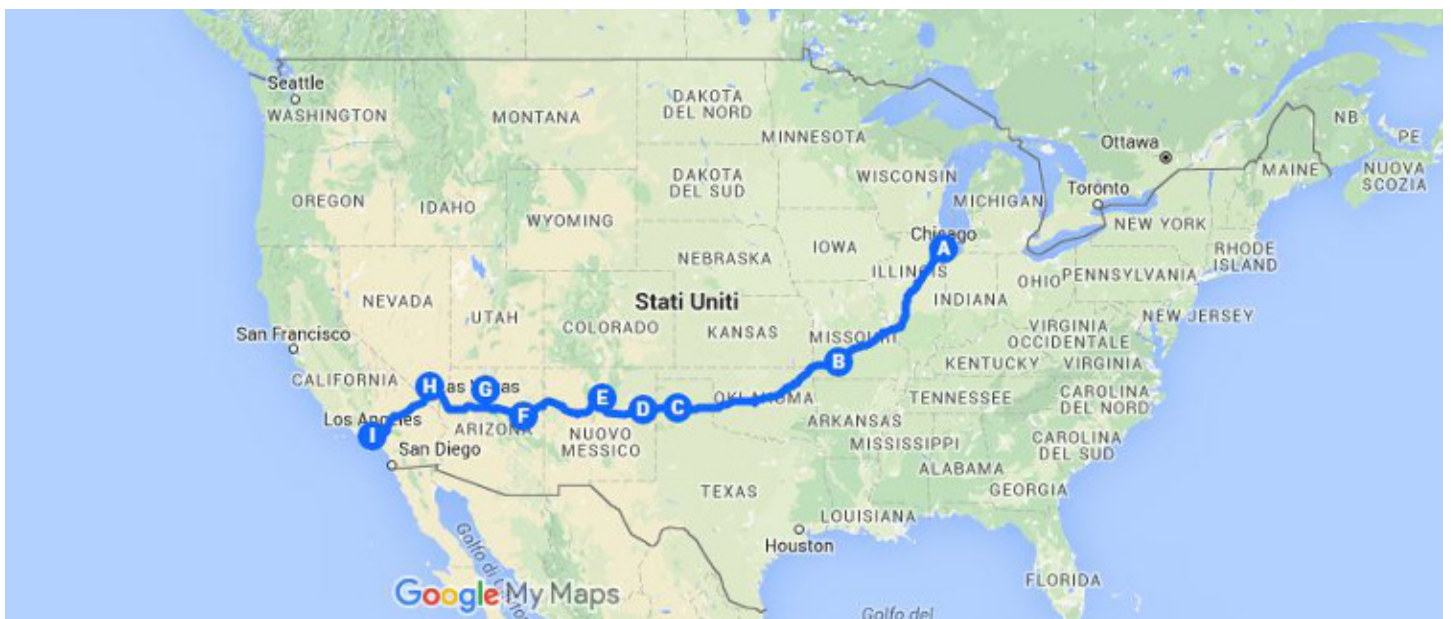 Seattle
WASHINGTON
MONTANA
DAKOTA
DEL NORD
MINNESOTA
Ottawa
NB
PE
NUOVA
SCOZIA
MAINE
OREGON
IDAHO
WYOMING
DAKOTA
DEL SUD
WISCONSIN
MICHIGAN
Toronto
NEW YORK
RHODE
ISLAND
Chicago
A
IOWA
NEBRASKA
ILLINOIS
INDIANA
OHIO
PENNSYLVANIA
NEW JERSEY
NEVADA
UTAH
COLORADO
Stati Uniti
KANSAS
MISSOURI
B
VIRGINIA
OCCIDENTALE
KENTUCKY
VIRGINIA
San Francisco
CALIFORNIA
H
Las Vegas
G
F
E
D
C
OKLAHOMA
ARKANSAS
TENNESSEE
CAROLINA
DEL NORD
Los Angeles
I
San Diego
ARIZONA
NUOVO
MESSICO
MISSISSIPPI
ALABAMA
CAROLINA
DEL SUD
GEORGIA
TEXAS
LOUISIANA
Houston
FLORIDA
Golfo di
Google My Maps
Golfo del